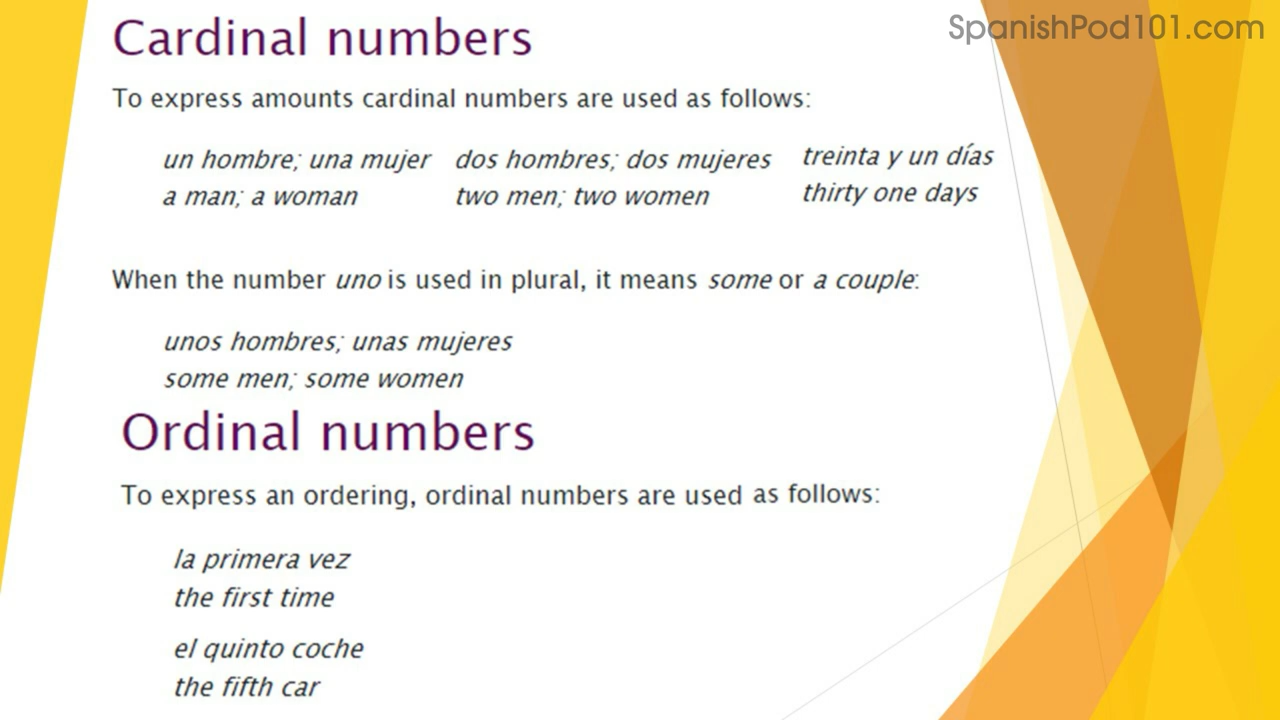 SpanishPod101.com
Cardinal numbers
To express amounts cardinal numbers are used as follows:
un hombre; una mujer dos hombres; dos mujeres treinta y un días
a man; a woman two men; two women thirty one days
When the number uno is used in plural, it means some or a couple:
unos hombres; unas mujeres
some men; some women
Ordinal numbers
To express an ordering, ordinal numbers are used as follows:
la primera vez
the first time
el quinto coche
the fifth car